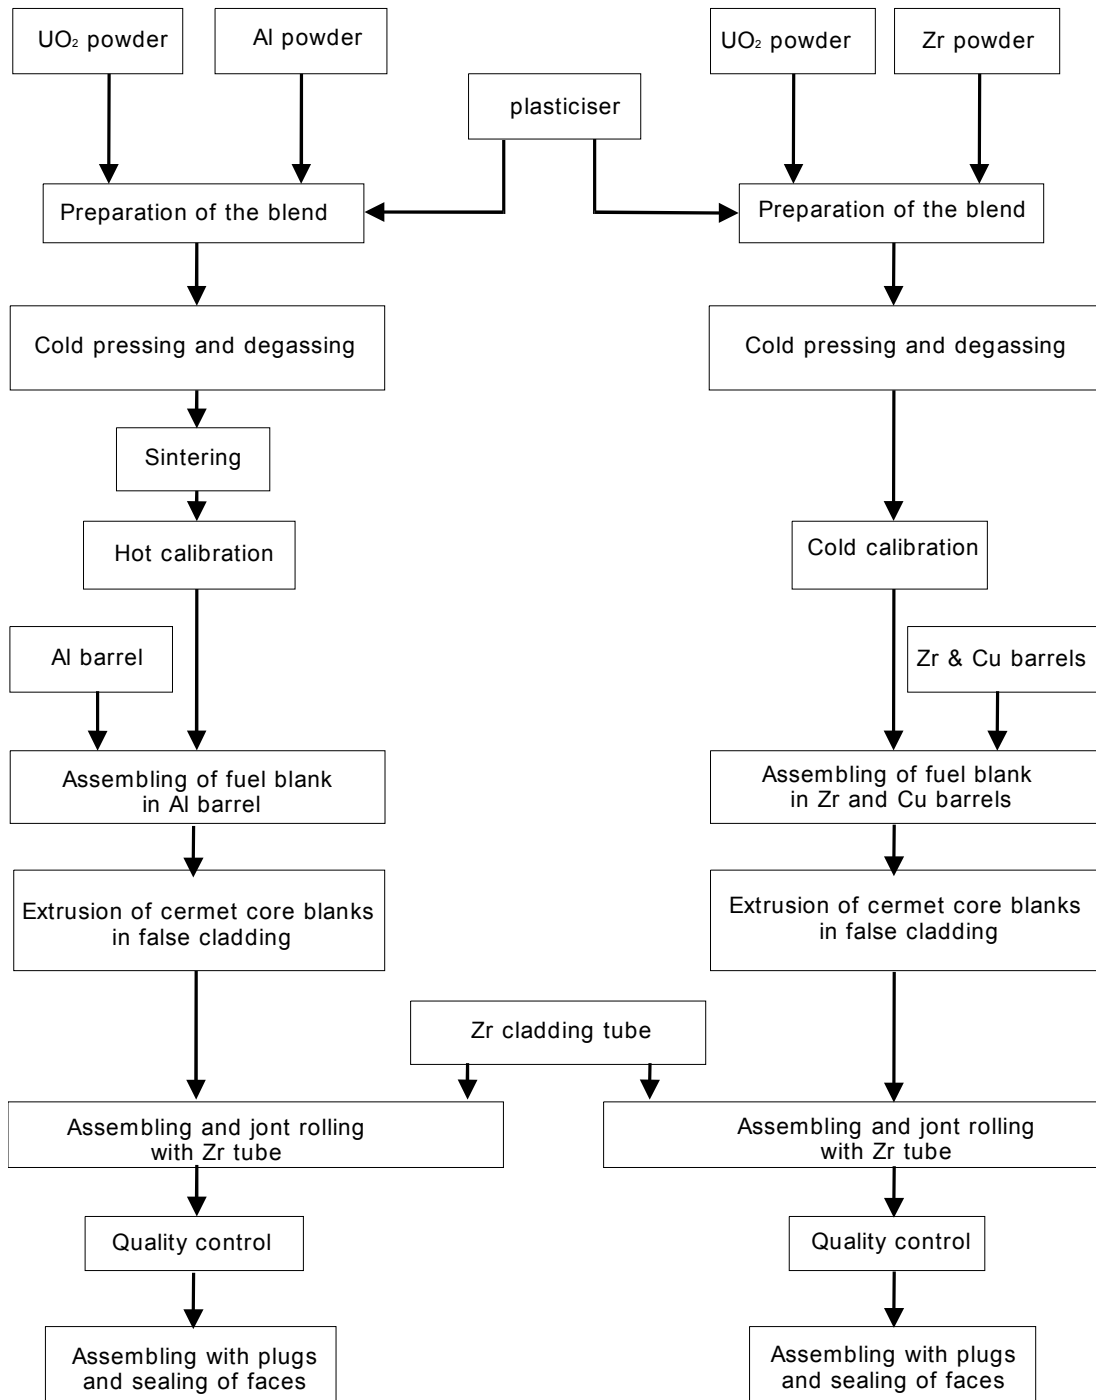 UO₂ powder
Al powder
UO₂ powder
Zr powder
plasticiser
Preparation of the blend
Preparation of the blend
Cold pressing and degassing
Cold pressing and degassing
Sintering
Hot calibration
Cold calibration
Al barrel
Zr & Cu barrels
Assembling of fuel blank
in Al barrel
Assembling of fuel blank
in Zr and Cu barrels
Extrusion of cermet core blanks
in false cladding
Extrusion of cermet core blanks
in false cladding
Zr cladding tube
Assembling and jont rolling
with Zr tube
Assembling and jont rolling
with Zr tube
Quality control
Quality control
Assembling with plugs
and sealing of faces
Assembling with plugs
and sealing of faces